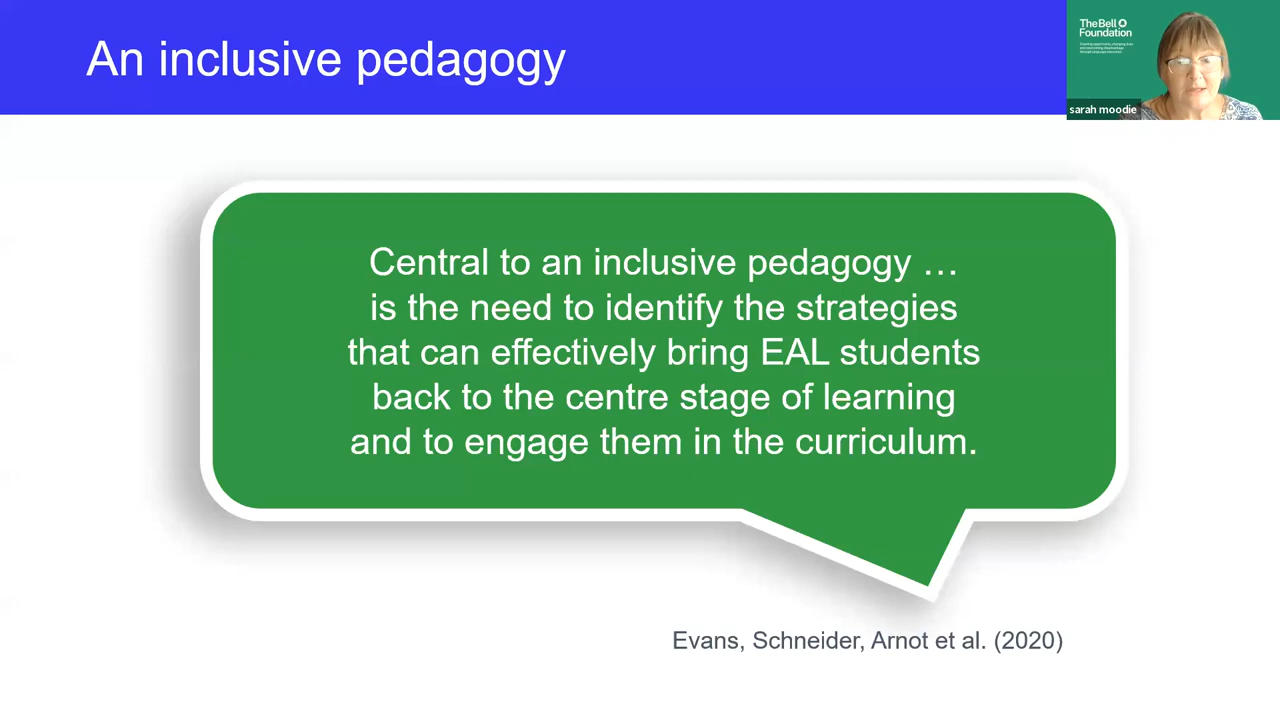 An inclusive pedagogy
The Bell
Foundation
sarah moodie
Central to an inclusive pedagogy …
is the need to identify the strategies
that can effectively bring EAL students
back to the centre stage of learning
and to engage them in the curriculum.
Evans, Schneider, Arnot et al. (2020)